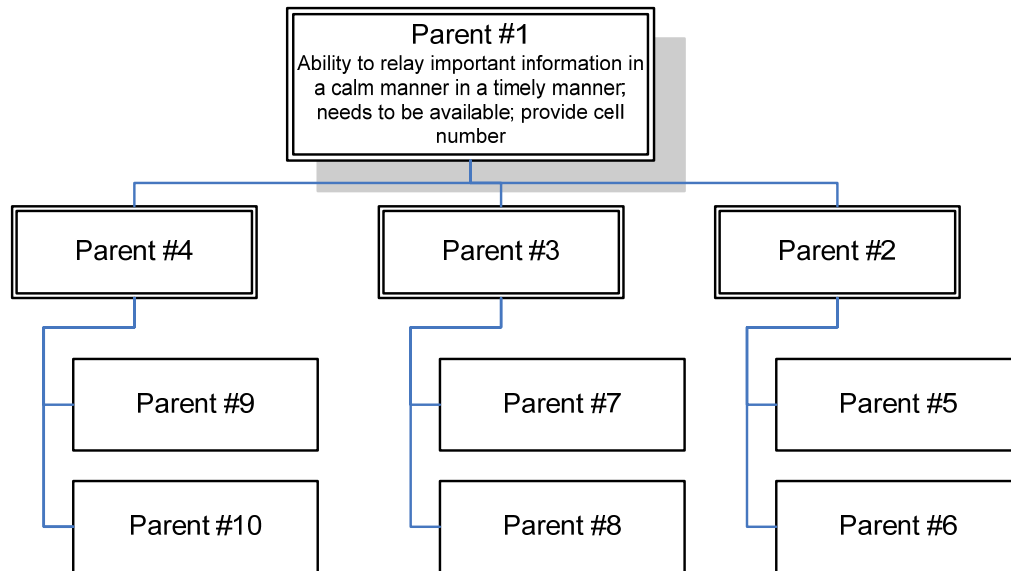 Parent #1
Ability to relay important information in
a calm manner in a timely manner;
needs to be available; provide cell
number
Parent #4
Parent #3
Parent #2
Parent #9
Parent #7
Parent #5
Parent #10
Parent #8
Parent #6